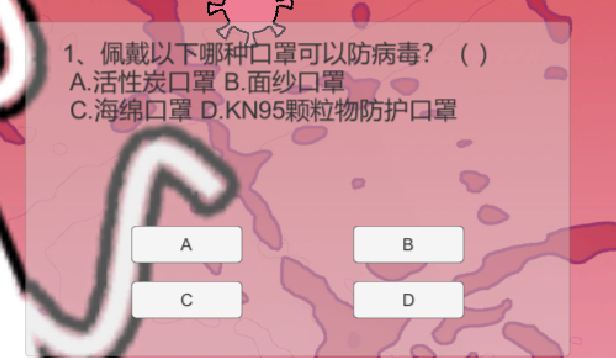 1、佩戴以下哪种口罩可以防病毒？（ ）
A.活性炭口罩 B.面纱口罩
C.海绵口罩 D.KN95颗粒物防护口罩
A
B
C
D